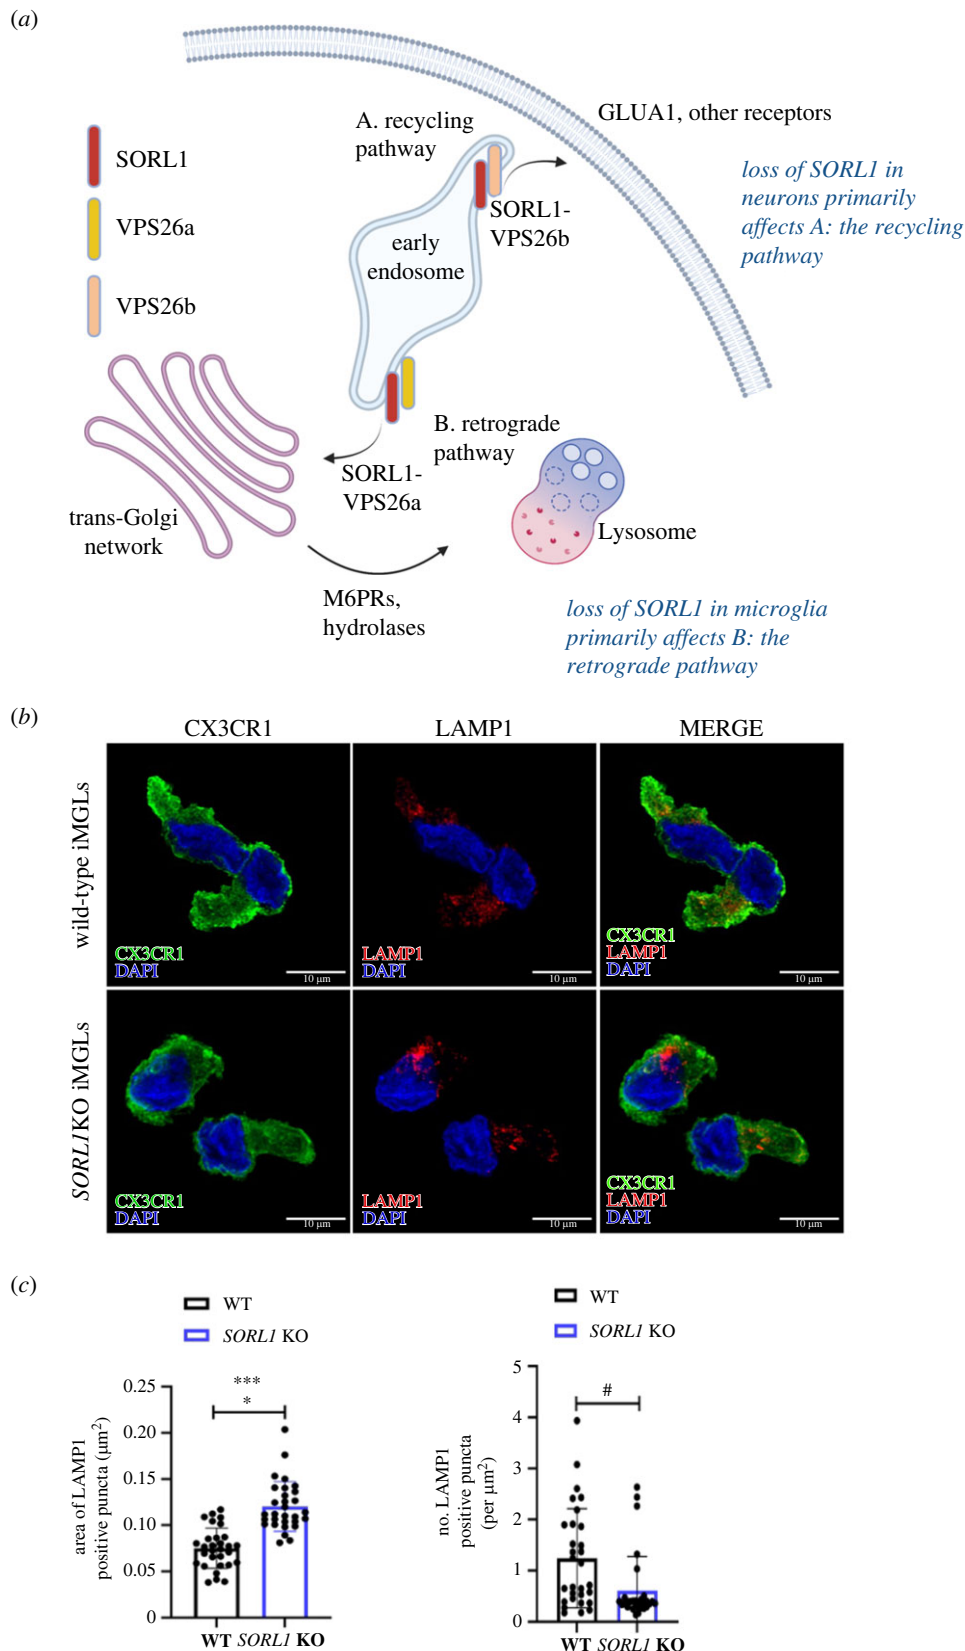 (a)
SORL1
VPS26a
VPS26b
A. recycling
pathway
early
endosome
SORL1-
VPS26b
GLUA1, other receptors
loss of SORL1 in
neurons primarily
affects A: the recycling
pathway
B. retrograde
pathway
SORL1-
VPS26a
trans-Golgi
network
Lysosome
M6PRs,
hydrolases
loss of SORL1 in microglia
primarily affects B: the
retrograde pathway
(b)
CX3CR1
LAMP1
MERGE
wild-type iMGLs
CX3CR1
DAPI
10 µm
LAMP1
DAPI
10 µm
CX3CR1
LAMP1
DAPI
10 µm
SORL1KO iMGLs
CX3CR1
DAPI
10 µm
LAMP1
DAPI
10 µm
CX3CR1
LAMP1
DAPI
10 µm
(c)
WT
SORL1 KO
***
*
area of LAMP1
positive puncta (µm²)
0.25
0.20
0.15
0.10
0.05
0
WT SORL1 KO
WT
SORL1 KO
#
no. LAMP1
positive puncta
(per µm²)
5
4
3
2
1
0
WT SORL1 KO